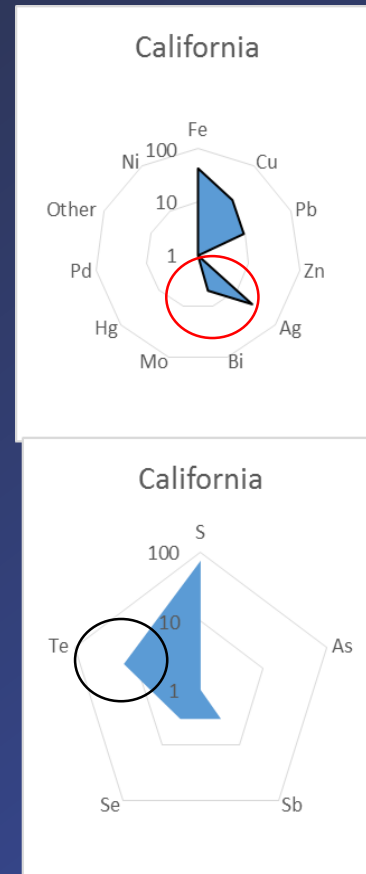 California
Fe
100
Ni
Cu
10
Other
Pb
1
Pd
Zn
Hg
Ag
Mo
Bi
California
S
100
10
Te
As
1
Se
Sb